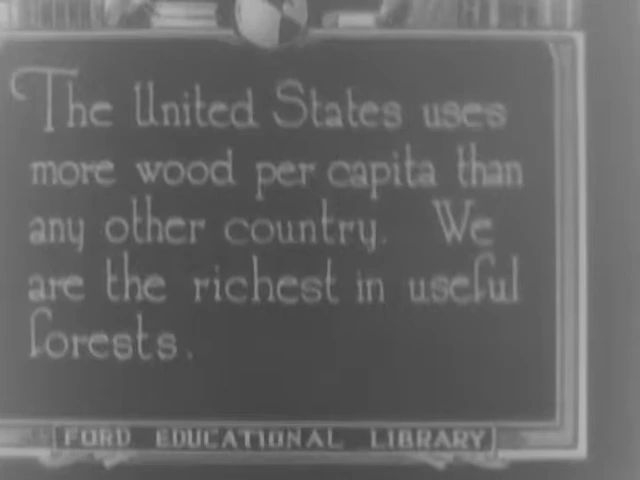 The United States uses
more wood per capita than
any other country. We
are the richest in useful
forests.
FORD EDUCATIONAL LIBRARY